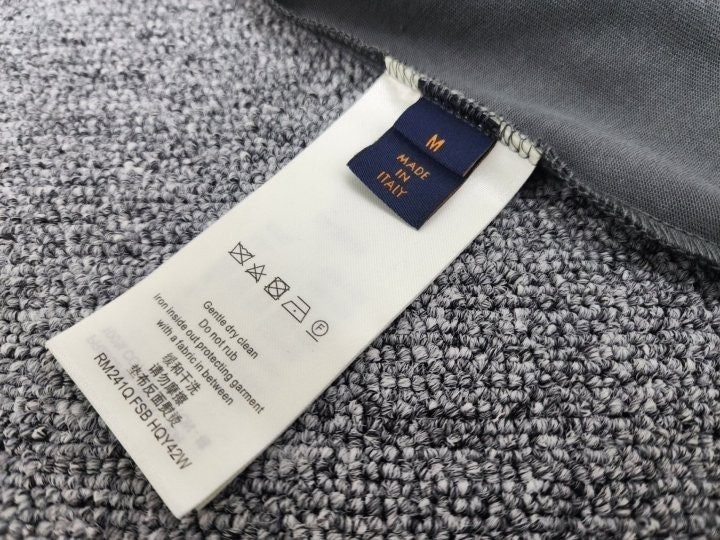 M
MADE
IN
ITALY
Gentle dry clean
Do not rub
Iron inside out protecting garment
with a fabric in between
缓和干洗
请勿摩擦
垫布反面熨烫
RM241Q FSB HQY42W